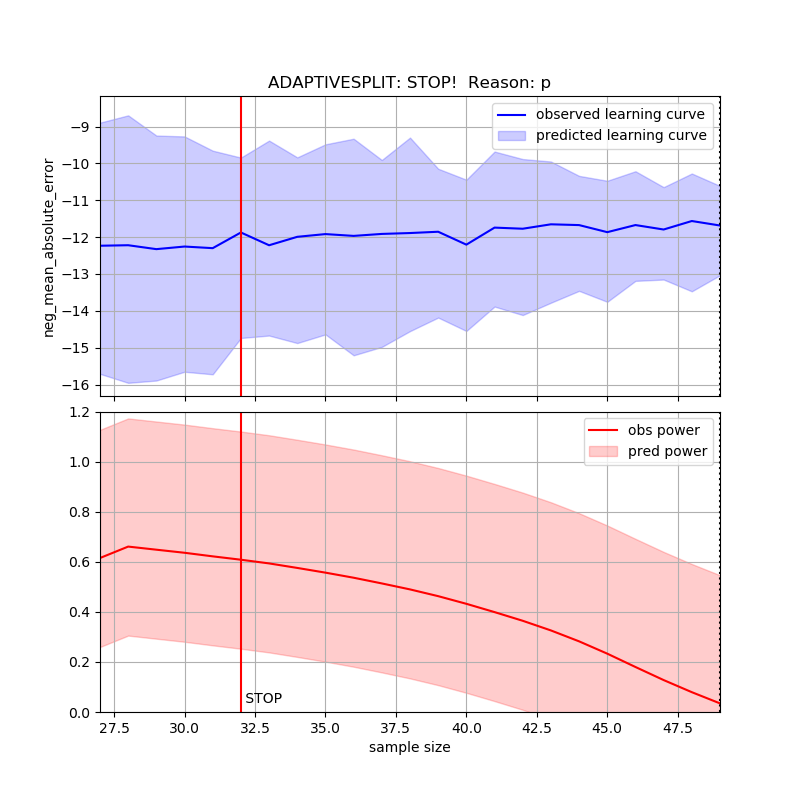 ADAPTIVESPLIT: STOP!  Reason: p
observed learning curve
predicted learning curve
neg_mean_absolute_error
−9
−10
−11
−12
−13
−14
−15
−16
obs power
pred power
1.2
1.0
0.8
0.6
0.4
0.2
0.0
STOP
27.5 30.0 32.5 35.0 37.5 40.0 42.5 45.0 47.5
sample size